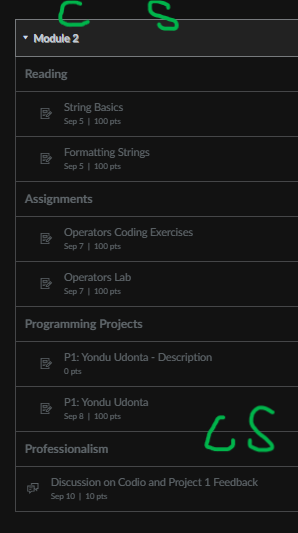 C S
Module 2
Reading
String Basics
Sep 5 | 100 pts
Formatting Strings
Sep 5 | 100 pts
Assignments
Operators Coding Exercises
Sep 7 | 100 pts
Operators Lab
Sep 7 | 100 pts
Programming Projects
P1: Yondu Udonta - Description
0 pts
P1: Yondu Udonta
Sep 8 | 100 pts
Professionalism
Discussion on Codio and Project 1 Feedback
Sep 10 | 10 pts